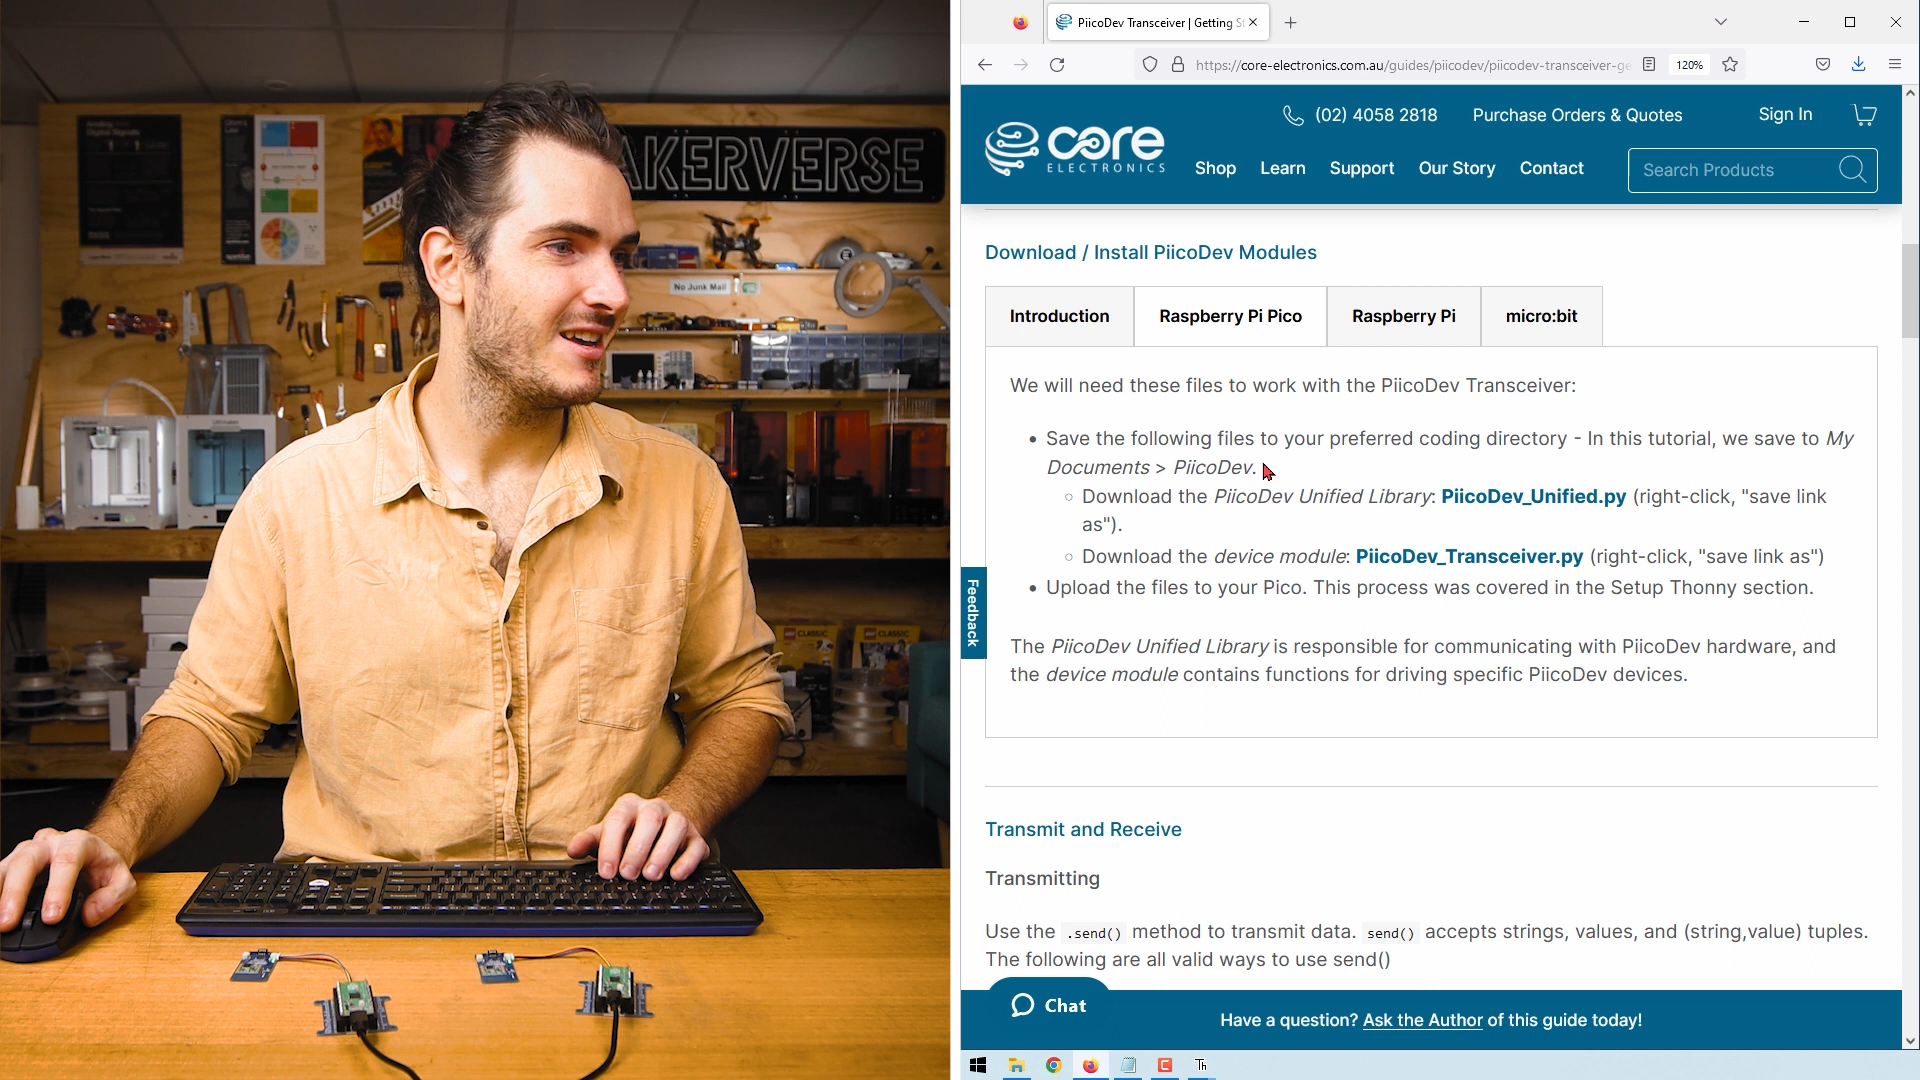 AKERVERSE
No Junk Mail
CLASSIC
CLASSIC
PiicoDev Transceiver | Getting S
https://core-electronics.com.au/guides/piicodev/piicodev-transceiver-ge
120%
(02) 4058 2818
Purchase Orders & Quotes
Sign In
core
ELECTRONICS
Shop
Learn
Support
Our Story
Contact
Search Products
Download / Install PiicoDev Modules
Introduction
Raspberry Pi Pico
Raspberry Pi
micro:bit
We will need these files to work with the PiicoDev Transceiver:
• Save the following files to your preferred coding directory - In this tutorial, we save to My
Documents > PiicoDev.
○ Download the PiicoDev Unified Library: PiicoDev_Unified.py (right-click, "save link
as").
○ Download the device module: PiicoDev_Transceiver.py (right-click, "save link as")
• Upload the files to your Pico. This process was covered in the Setup Thonny section.
Feedback
The PiicoDev Unified Library is responsible for communicating with PiicoDev hardware, and
the device module contains functions for driving specific PiicoDev devices.
Transmit and Receive
Transmitting
Use the .send() method to transmit data. send() accepts strings, values, and (string,value) tuples.
The following are all valid ways to use send()
Chat
Have a question? Ask the Author of this guide today!
Th